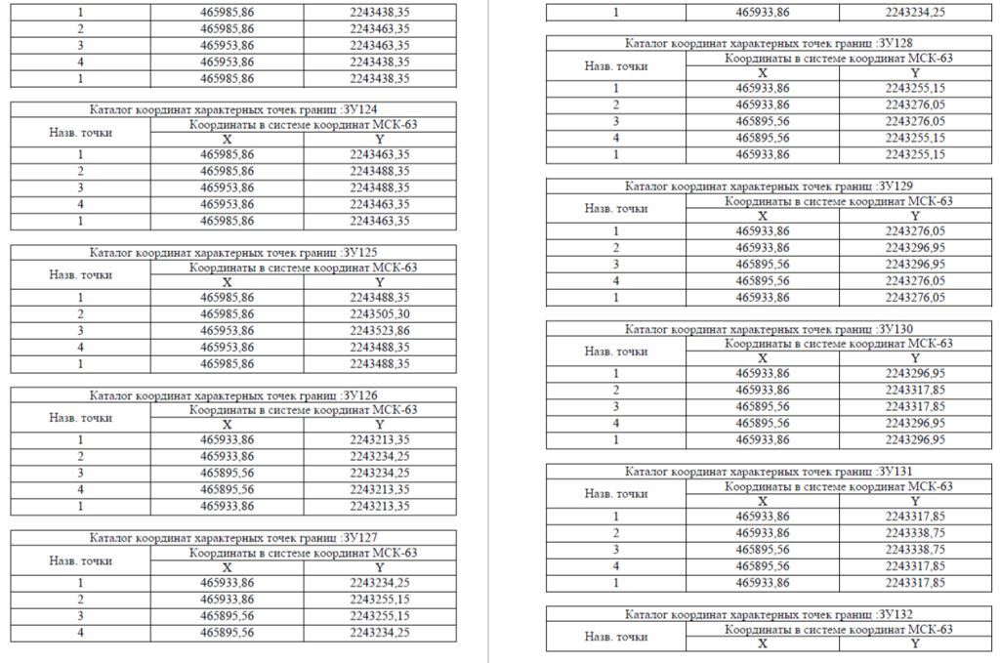 1 465985,86 2243438,35
2 465985,86 2243463,35
3 465953,86 2243463,35
4 465953,86 2243438,35
1 465985,86 2243438,35
Каталог координат характерных точек границ :ЗУ124
Назв. точки Координаты в системе координат МСК-63
X Y
1 465985,86 2243463,35
2 465985,86 2243488,35
3 465953,86 2243488,35
4 465953,86 2243463,35
1 465985,86 2243463,35
Каталог координат характерных точек границ :ЗУ125
Назв. точки Координаты в системе координат МСК-63
X Y
1 465985,86 2243488,35
2 465985,86 2243505,30
3 465953,86 2243523,86
4 465953,86 2243488,35
1 465985,86 2243488,35
Каталог координат характерных точек границ :ЗУ126
Назв. точки Координаты в системе координат МСК-63
X Y
1 465933,86 2243213,35
2 465933,86 2243234,25
3 465895,56 2243234,25
4 465895,56 2243213,35
1 465933,86 2243213,35
Каталог координат характерных точек границ :ЗУ127
Назв. точки Координаты в системе координат МСК-63
X Y
1 465933,86 2243234,25
2 465933,86 2243255,15
3 465895,56 2243255,15
4 465895,56 2243234,25
1 465933,86 2243234,25
Каталог координат характерных точек границ :ЗУ128
Назв. точки Координаты в системе координат МСК-63
X Y
1 465933,86 2243255,15
2 465933,86 2243276,05
3 465895,56 2243276,05
4 465895,56 2243255,15
1 465933,86 2243255,15
Каталог координат характерных точек границ :ЗУ129
Назв. точки Координаты в системе координат МСК-63
X Y
1 465933,86 2243276,05
2 465933,86 2243296,95
3 465895,56 2243296,95
4 465895,56 2243276,05
1 465933,86 2243276,05
Каталог координат характерных точек границ :ЗУ130
Назв. точки Координаты в системе координат МСК-63
X Y
1 465933,86 2243296,95
2 465933,86 2243317,85
3 465895,56 2243317,85
4 465895,56 2243296,95
1 465933,86 2243296,95
Каталог координат характерных точек границ :ЗУ131
Назв. точки Координаты в системе координат МСК-63
X Y
1 465933,86 2243317,85
2 465933,86 2243338,75
3 465895,56 2243338,75
4 465895,56 2243317,85
1 465933,86 2243317,85
Каталог координат характерных точек границ :ЗУ132
Назв. точки Координаты в системе координат МСК-63
X Y